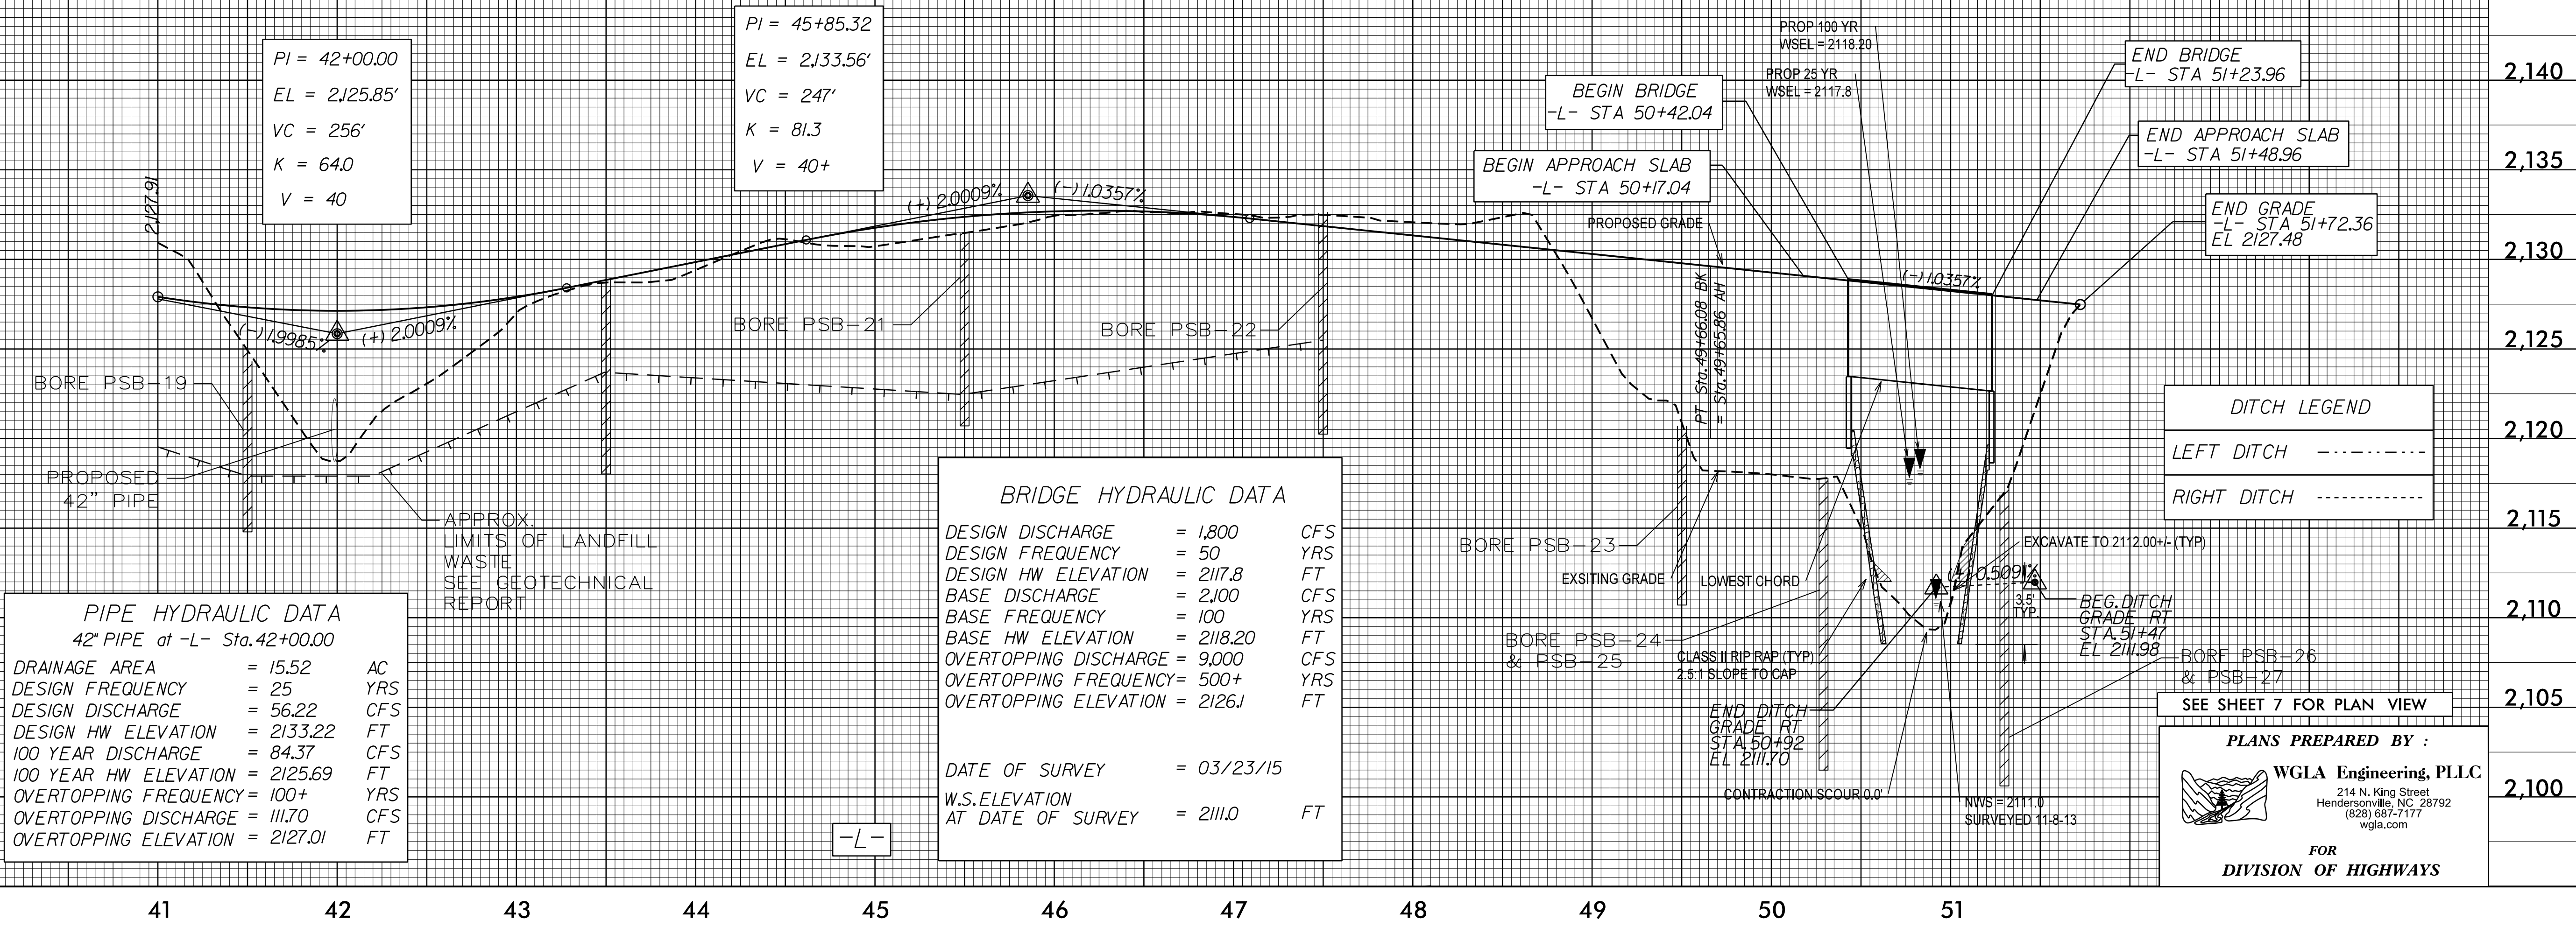 PI = 42+00.00
EL = 2,125.85'
VC = 256'
K = 64.0
V = 40
PI = 45+85.32
EL = 2,133.56'
VC = 247'
K = 81.3
V = 40+
PROP 100 YR
WSEL = 2118.20
PROP 25 YR
WSEL = 2117.8
BEGIN BRIDGE
-L- STA 50+42.04
BEGIN APPROACH SLAB
-L- STA 50+17.04
END BRIDGE
-L- STA 51+23.96
END APPROACH SLAB
-L- STA 51+48.96
END GRADE
-L- STA 51+72.36
EL 2127.48
PROPOSED GRADE
2,127.91
(-)1.9985%
(+) 2.0009%
(+) 2.0009%
(-)1.0357%
(-)1.0357%
PT Sta.49+66.08 BK
= Sta.49+65.86 AH
BORE PSB-19
BORE PSB-21
BORE PSB-22
PROPOSED
42" PIPE
APPROX.
LIMITS OF LANDFILL
WASTE
SEE GEOTECHNICAL
REPORT
BORE PSB-23
EXSITING GRADE
LOWEST CHORD
BORE PSB-24
& PSB-25
CLASS II RIP RAP (TYP)
2.5:1 SLOPE TO CAP
END DITCH
GRADE RT
STA.50+92
EL 2111.70
CONTRACTION SCOUR 0.0'
NWS = 2111.0
SURVEYED 11-8-13
EXCAVATE TO 2112.00+/- (TYP)
(+) 0.5091%
3.5'
TYP.
BEG.DITCH
GRADE RT
STA.51+47
EL 2111.98
BORE PSB-26
& PSB-27
DITCH LEGEND
LEFT DITCH
RIGHT DITCH
PIPE HYDRAULIC DATA
42" PIPE at -L- Sta.42+00.00
DRAINAGE AREA = 15.52 AC
DESIGN FREQUENCY = 25 YRS
DESIGN DISCHARGE = 56.22 CFS
DESIGN HW ELEVATION = 2133.22 FT
100 YEAR DISCHARGE = 84.37 CFS
100 YEAR HW ELEVATION = 2125.69 FT
OVERTOPPING FREQUENCY = 100+ YRS
OVERTOPPING DISCHARGE = 111.70 CFS
OVERTOPPING ELEVATION = 2127.01 FT
-L-
BRIDGE HYDRAULIC DATA
DESIGN DISCHARGE = 1,800 CFS
DESIGN FREQUENCY = 50 YRS
DESIGN HW ELEVATION = 2117.8 FT
BASE DISCHARGE = 2,100 CFS
BASE FREQUENCY = 100 YRS
BASE HW ELEVATION = 2118.20 FT
OVERTOPPING DISCHARGE = 9,000 CFS
OVERTOPPING FREQUENCY= 500+ YRS
OVERTOPPING ELEVATION = 2126.1 FT
DATE OF SURVEY = 03/23/15
W.S.ELEVATION
AT DATE OF SURVEY = 2111.0 FT
SEE SHEET 7 FOR PLAN VIEW
PLANS PREPARED BY :
WGLA Engineering, PLLC
214 N. King Street
Hendersonville, NC 28792
(828) 687-7177
wgla.com
FOR
DIVISION OF HIGHWAYS
2,140
2,135
2,130
2,125
2,120
2,115
2,110
2,105
2,100
41 42 43 44 45 46 47 48 49 50 51